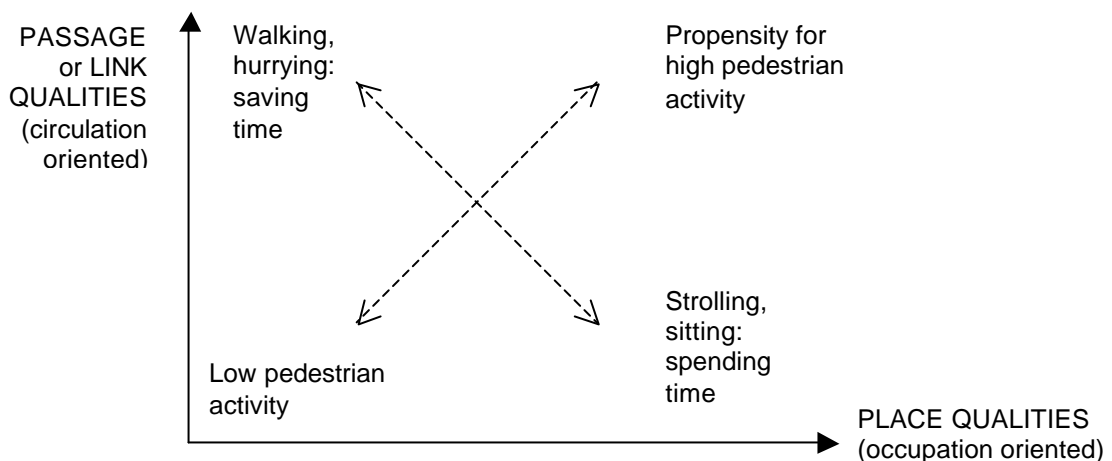 PASSAGE
or LINK
QUALITIES
(circulation
oriented)
Walking,
hurrying:
saving
time
Propensity for
high pedestrian
activity
Low pedestrian
activity
Strolling,
sitting:
spending
time
PLACE QUALITIES
(occupation oriented)